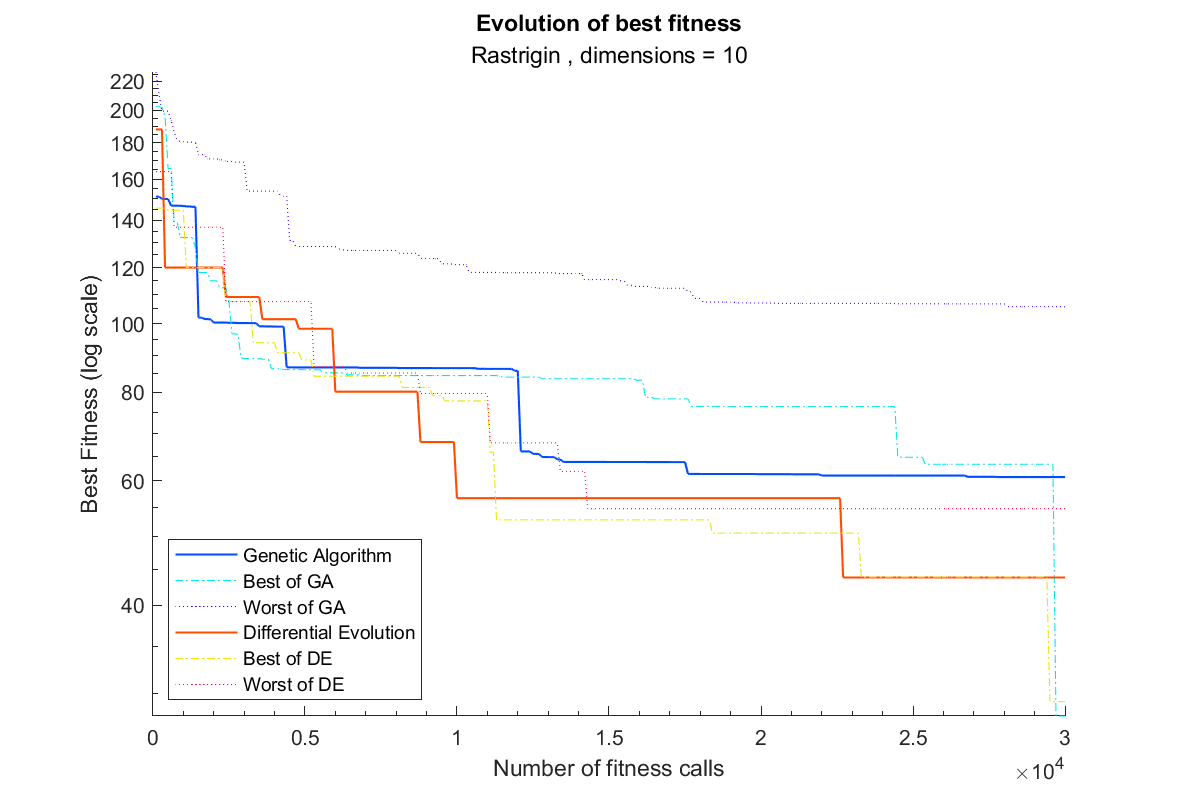 Evolution of best fitness
Rastrigin , dimensions = 10
Best Fitness (log scale)
220
200
180
160
140
120
100
80
60
40
Genetic Algorithm
Best of GA
Worst of GA
Differential Evolution
Best of DE
Worst of DE
0 0.5 1 1.5 2 2.5 3
Number of fitness calls
×10^4